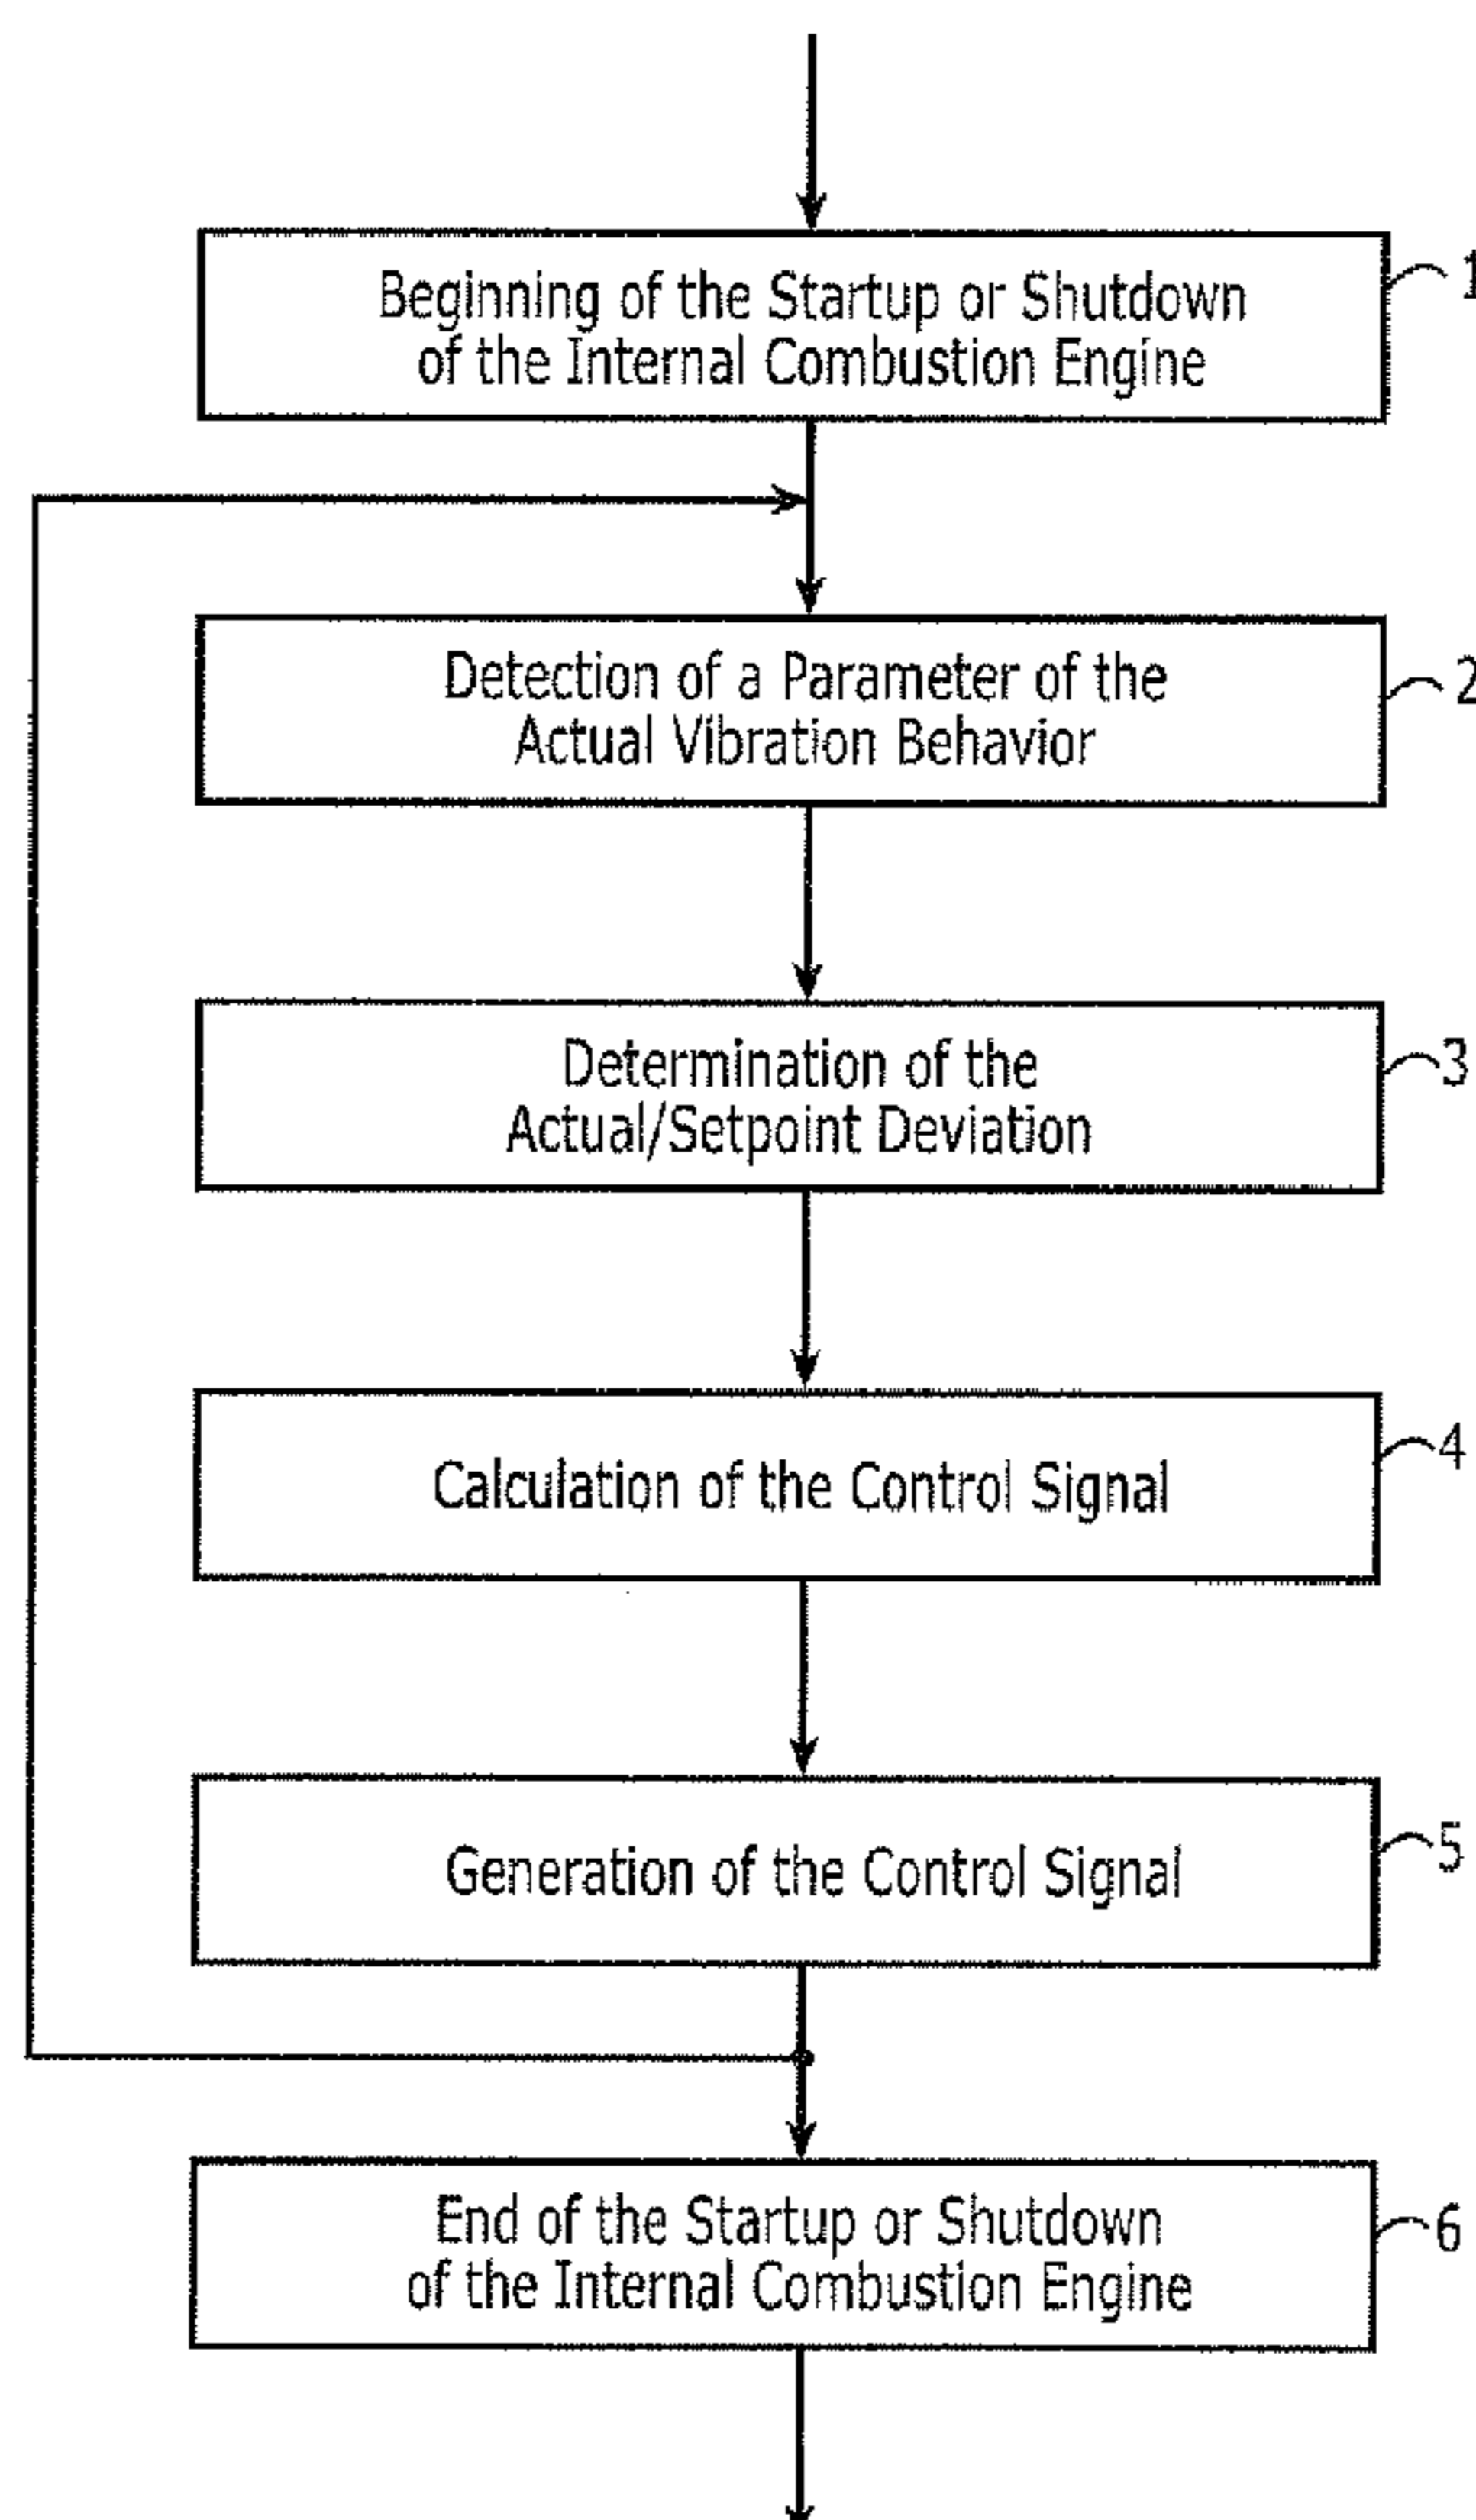 Beginning of the Startup or Shutdown
of the Internal Combustion Engine
1
Detection of a Parameter of the
Actual Vibration Behavior
2
Determination of the
Actual/Setpoint Deviation
3
Calculation of the Control Signal
4
Generation of the Control Signal
5
End of the Startup or Shutdown
of the Internal Combustion Engine
6